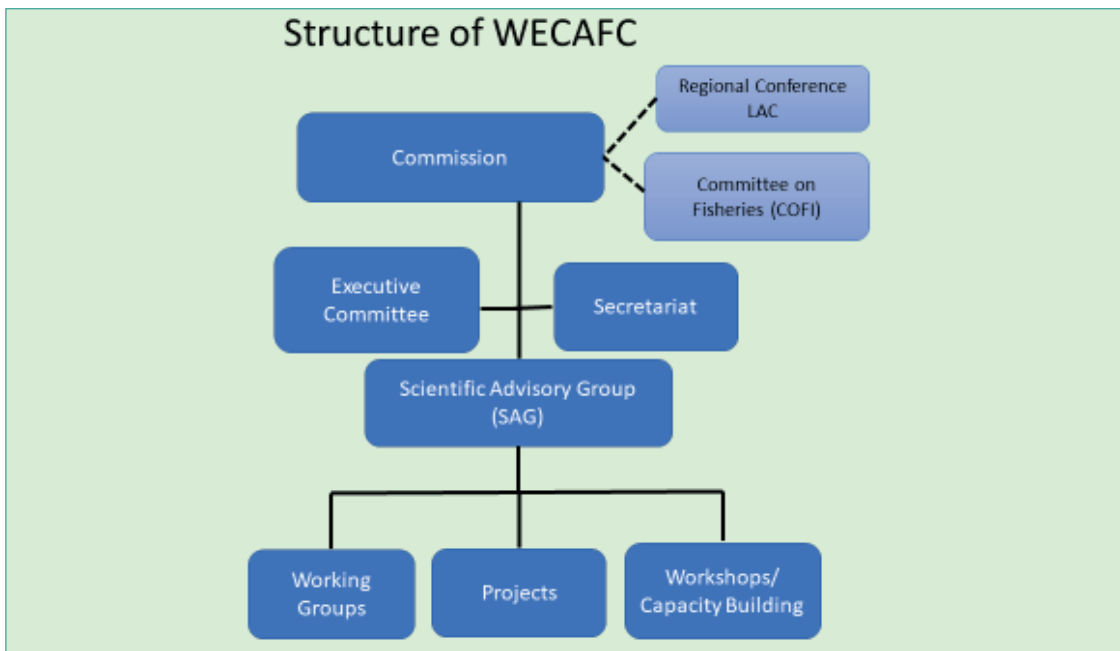 Structure of WECAFC
Regional Conference
LAC
Commission
Committee on
Fisheries (COFI)
Executive
Committee
Secretariat
Scientific Advisory Group
(SAG)
Working
Groups
Projects
Workshops/
Capacity Building